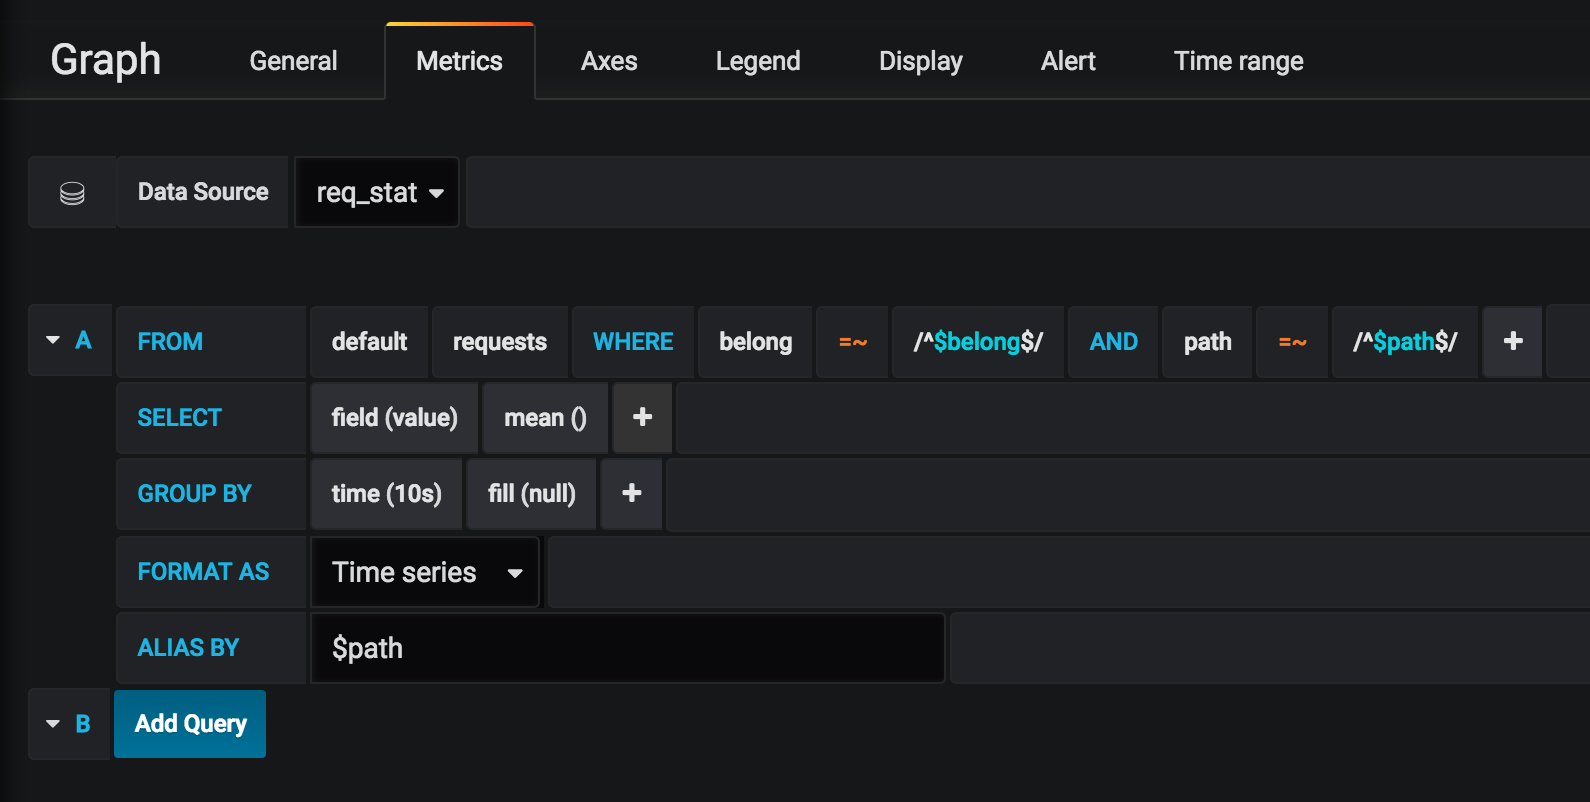 Graph General Metrics Axes Legend Display Alert Time range
Data Source req_stat
A FROM default requests WHERE belong =~ /^$belong$/ AND path =~ /^$path$/ +
SELECT field (value) mean () +
GROUP BY time (10s) fill (null) +
FORMAT AS Time series
ALIAS BY $path
B Add Query